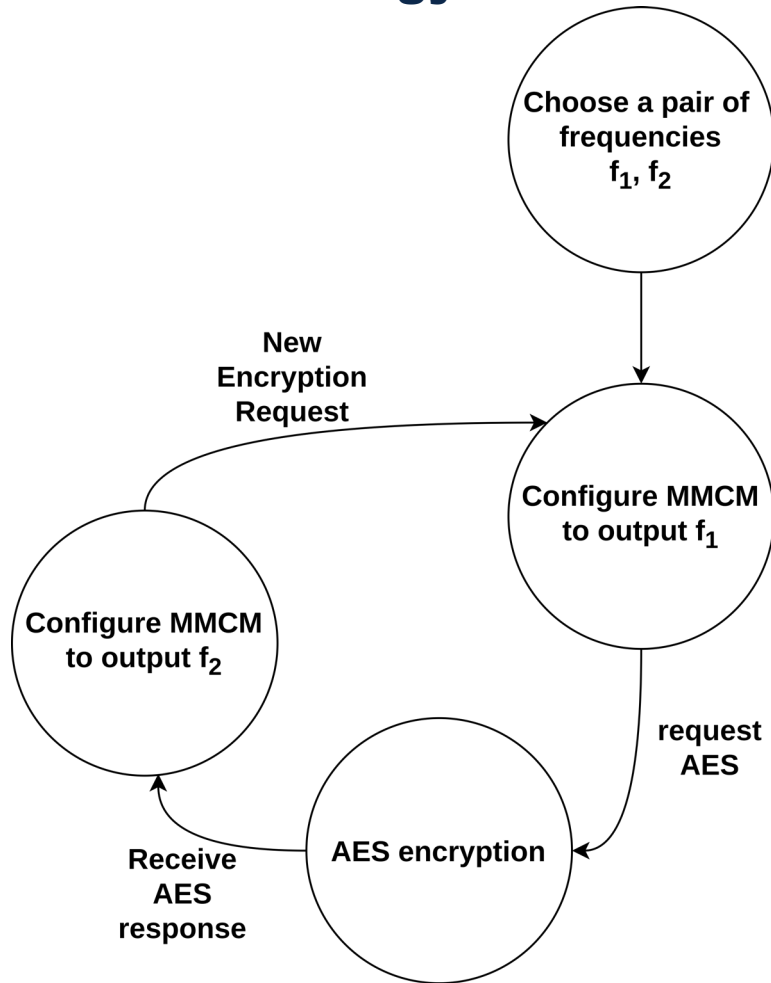 Choose a pair of
frequencies
f₁, f₂
New
Encryption
Request
Configure MMCM
to output f₁
Configure MMCM
to output f₂
request
AES
AES encryption
Receive
AES
response